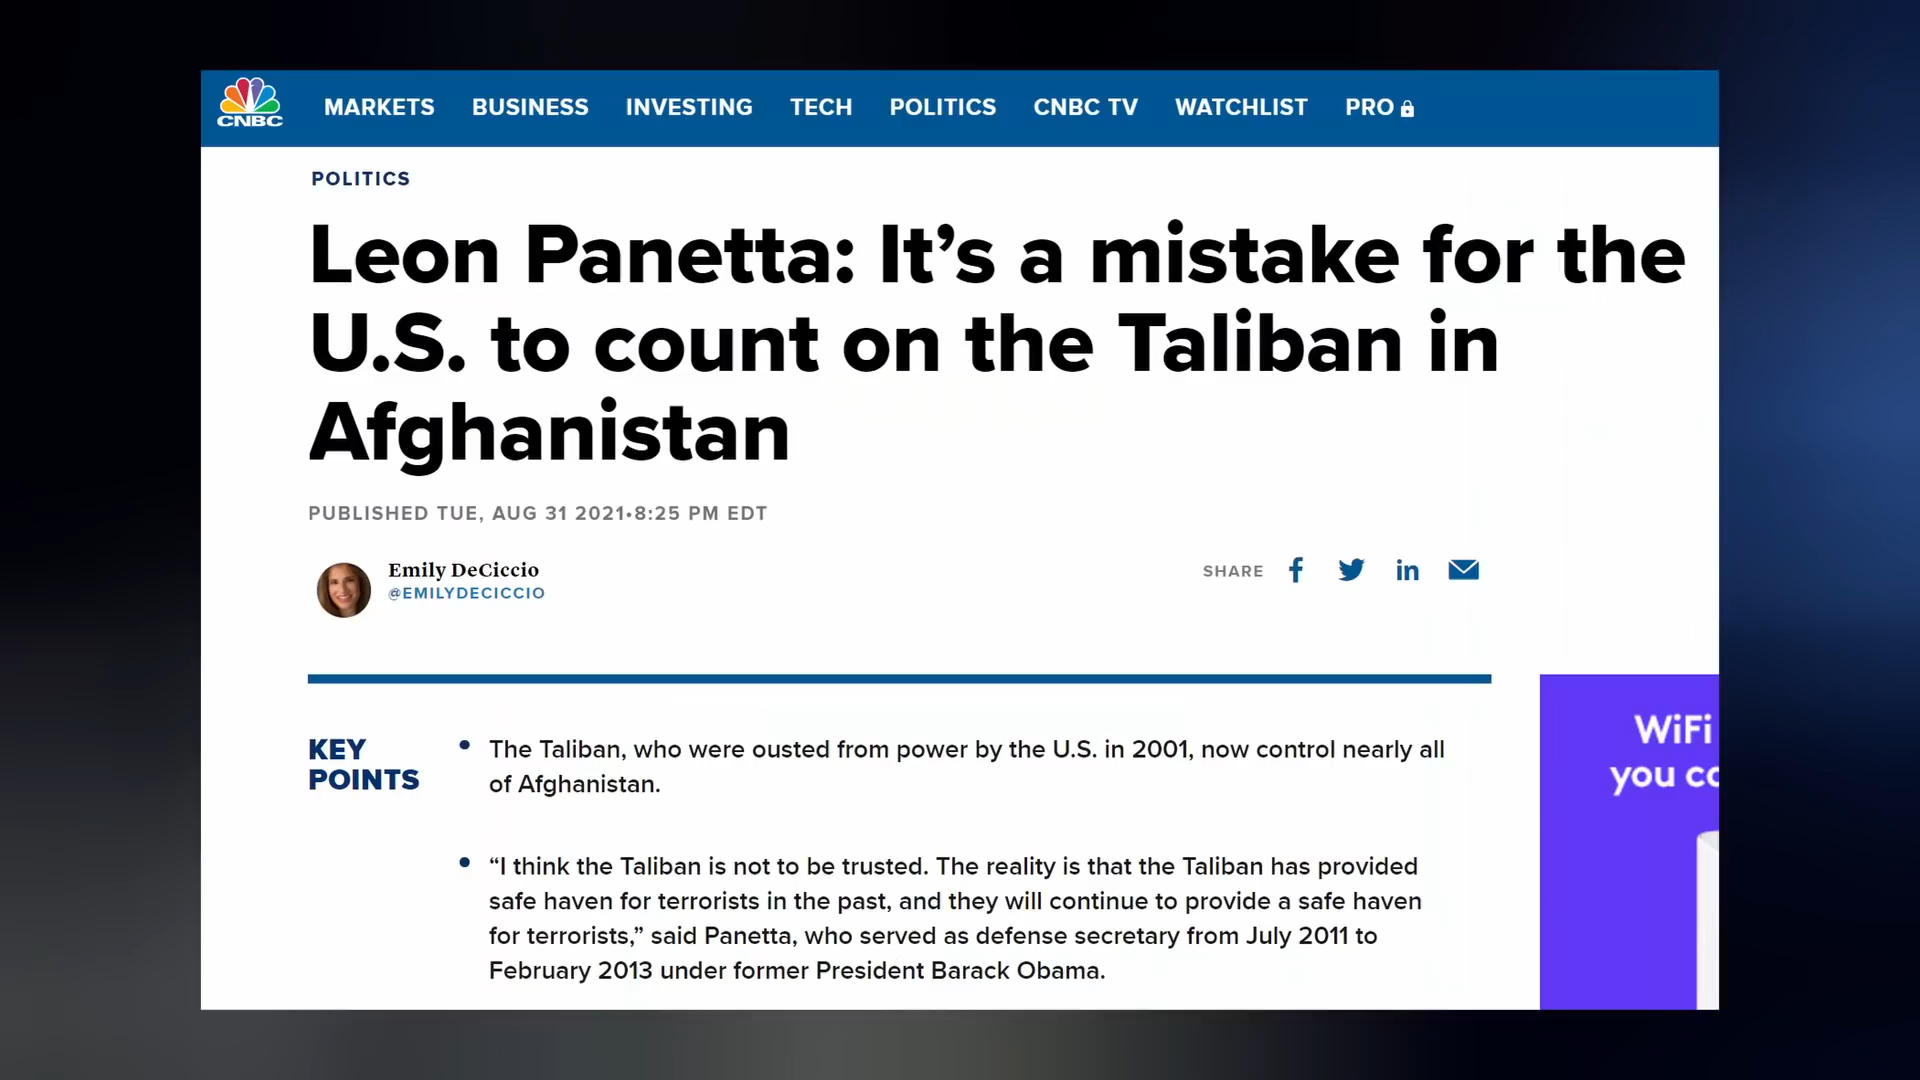 CNBC
MARKETS BUSINESS INVESTING TECH POLITICS CNBC TV WATCHLIST PRO
POLITICS
Leon Panetta: It’s a mistake for the
U.S. to count on the Taliban in
Afghanistan
PUBLISHED TUE, AUG 31 2021•8:25 PM EDT
Emily DeCiccio
@EMILYDECICCIO
SHARE
KEY
POINTS
• The Taliban, who were ousted from power by the U.S. in 2001, now control nearly all
of Afghanistan.
• “I think the Taliban is not to be trusted. The reality is that the Taliban has provided
safe haven for terrorists in the past, and they will continue to provide a safe haven
for terrorists,” said Panetta, who served as defense secretary from July 2011 to
February 2013 under former President Barack Obama.
WiFi
you